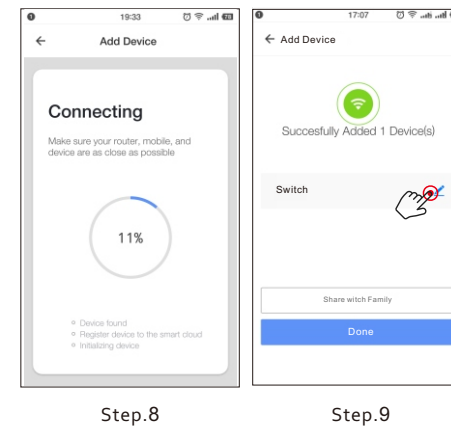 19:33
78
Add Device
Connecting
Make sure your router, mobile, and
device are as close as possible
11%
Device found
Register device to the smart cloud
Initializing device
Step.8
17:07
Add Device
Succesfully Added 1 Device(s)
Switch
Share witch Family
Done
Step.9